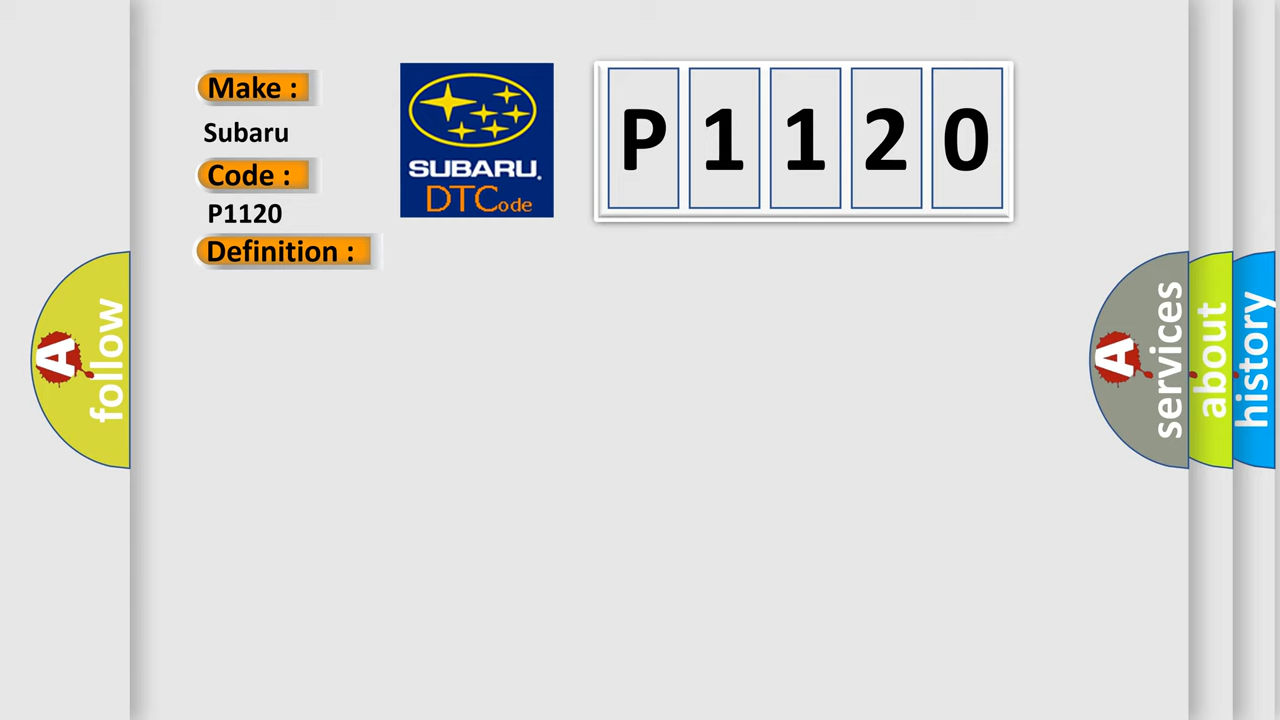 Make :
Subaru
Code :
P1120
Definition :
SUBARU.
DTCode
P 1 1 2 0
A follow
A services
about
history